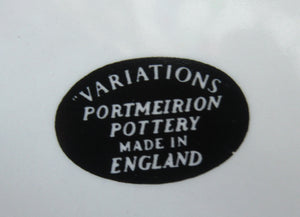 "VARIATIONS
PORTMEIRION
POTTERY
MADE IN
ENGLAND